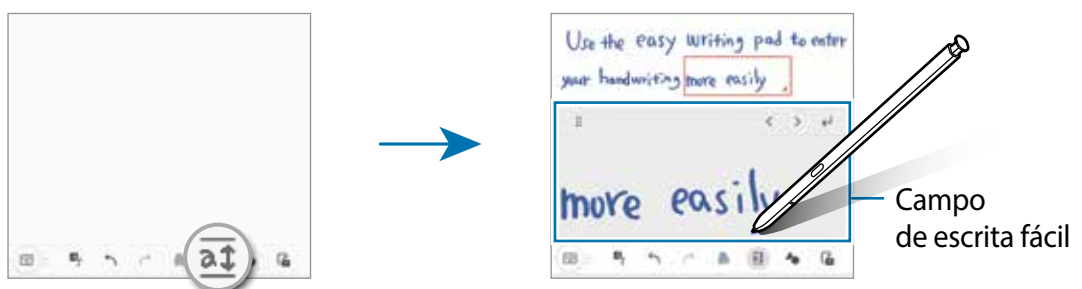 a
Use the easy writing pad to enter
your handwriting more easily
more easily
Campo
de escrita fácil